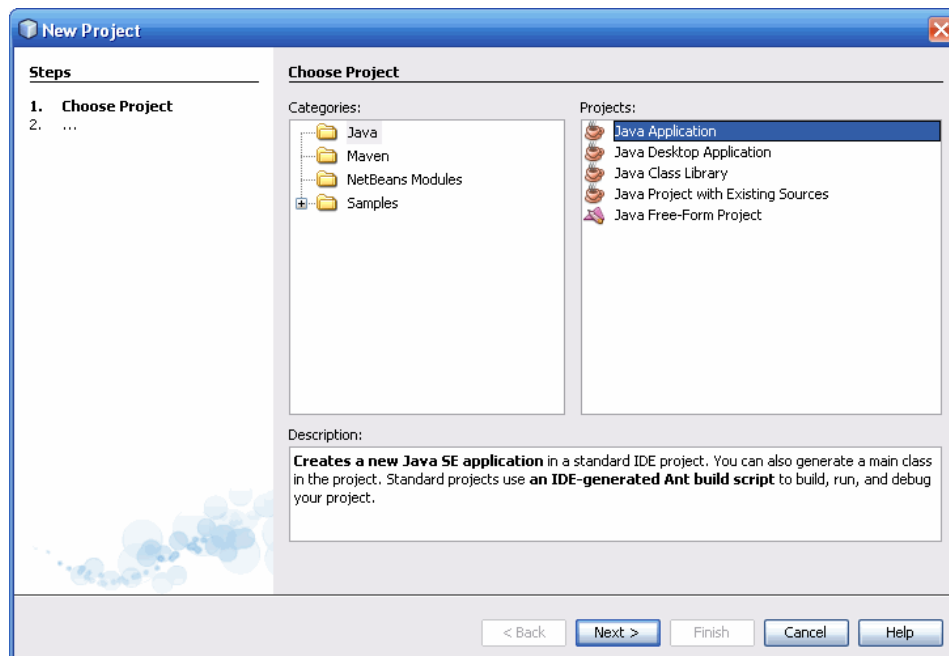 New Project
Steps
1. Choose Project
2. ...
Choose Project
Categories:
Java
Maven
NetBeans Modules
Samples
Projects:
Java Application
Java Desktop Application
Java Class Library
Java Project with Existing Sources
Java Free-Form Project
Description:
Creates a new Java SE application in a standard IDE project. You can also generate a main class
in the project. Standard projects use an IDE-generated Ant build script to build, run, and debug
your project.
< Back Next > Finish Cancel Help